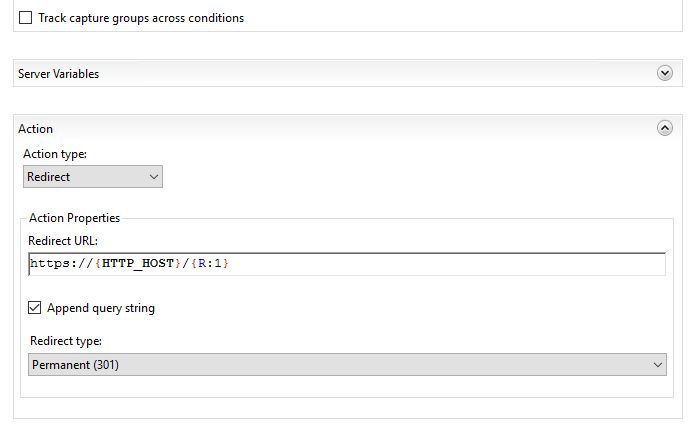 Track capture groups across conditions
Server Variables
Action
Action type:
Redirect
Action Properties
Redirect URL:
https://{HTTP_HOST}/{R:1}
Append query string
Redirect type:
Permanent (301)